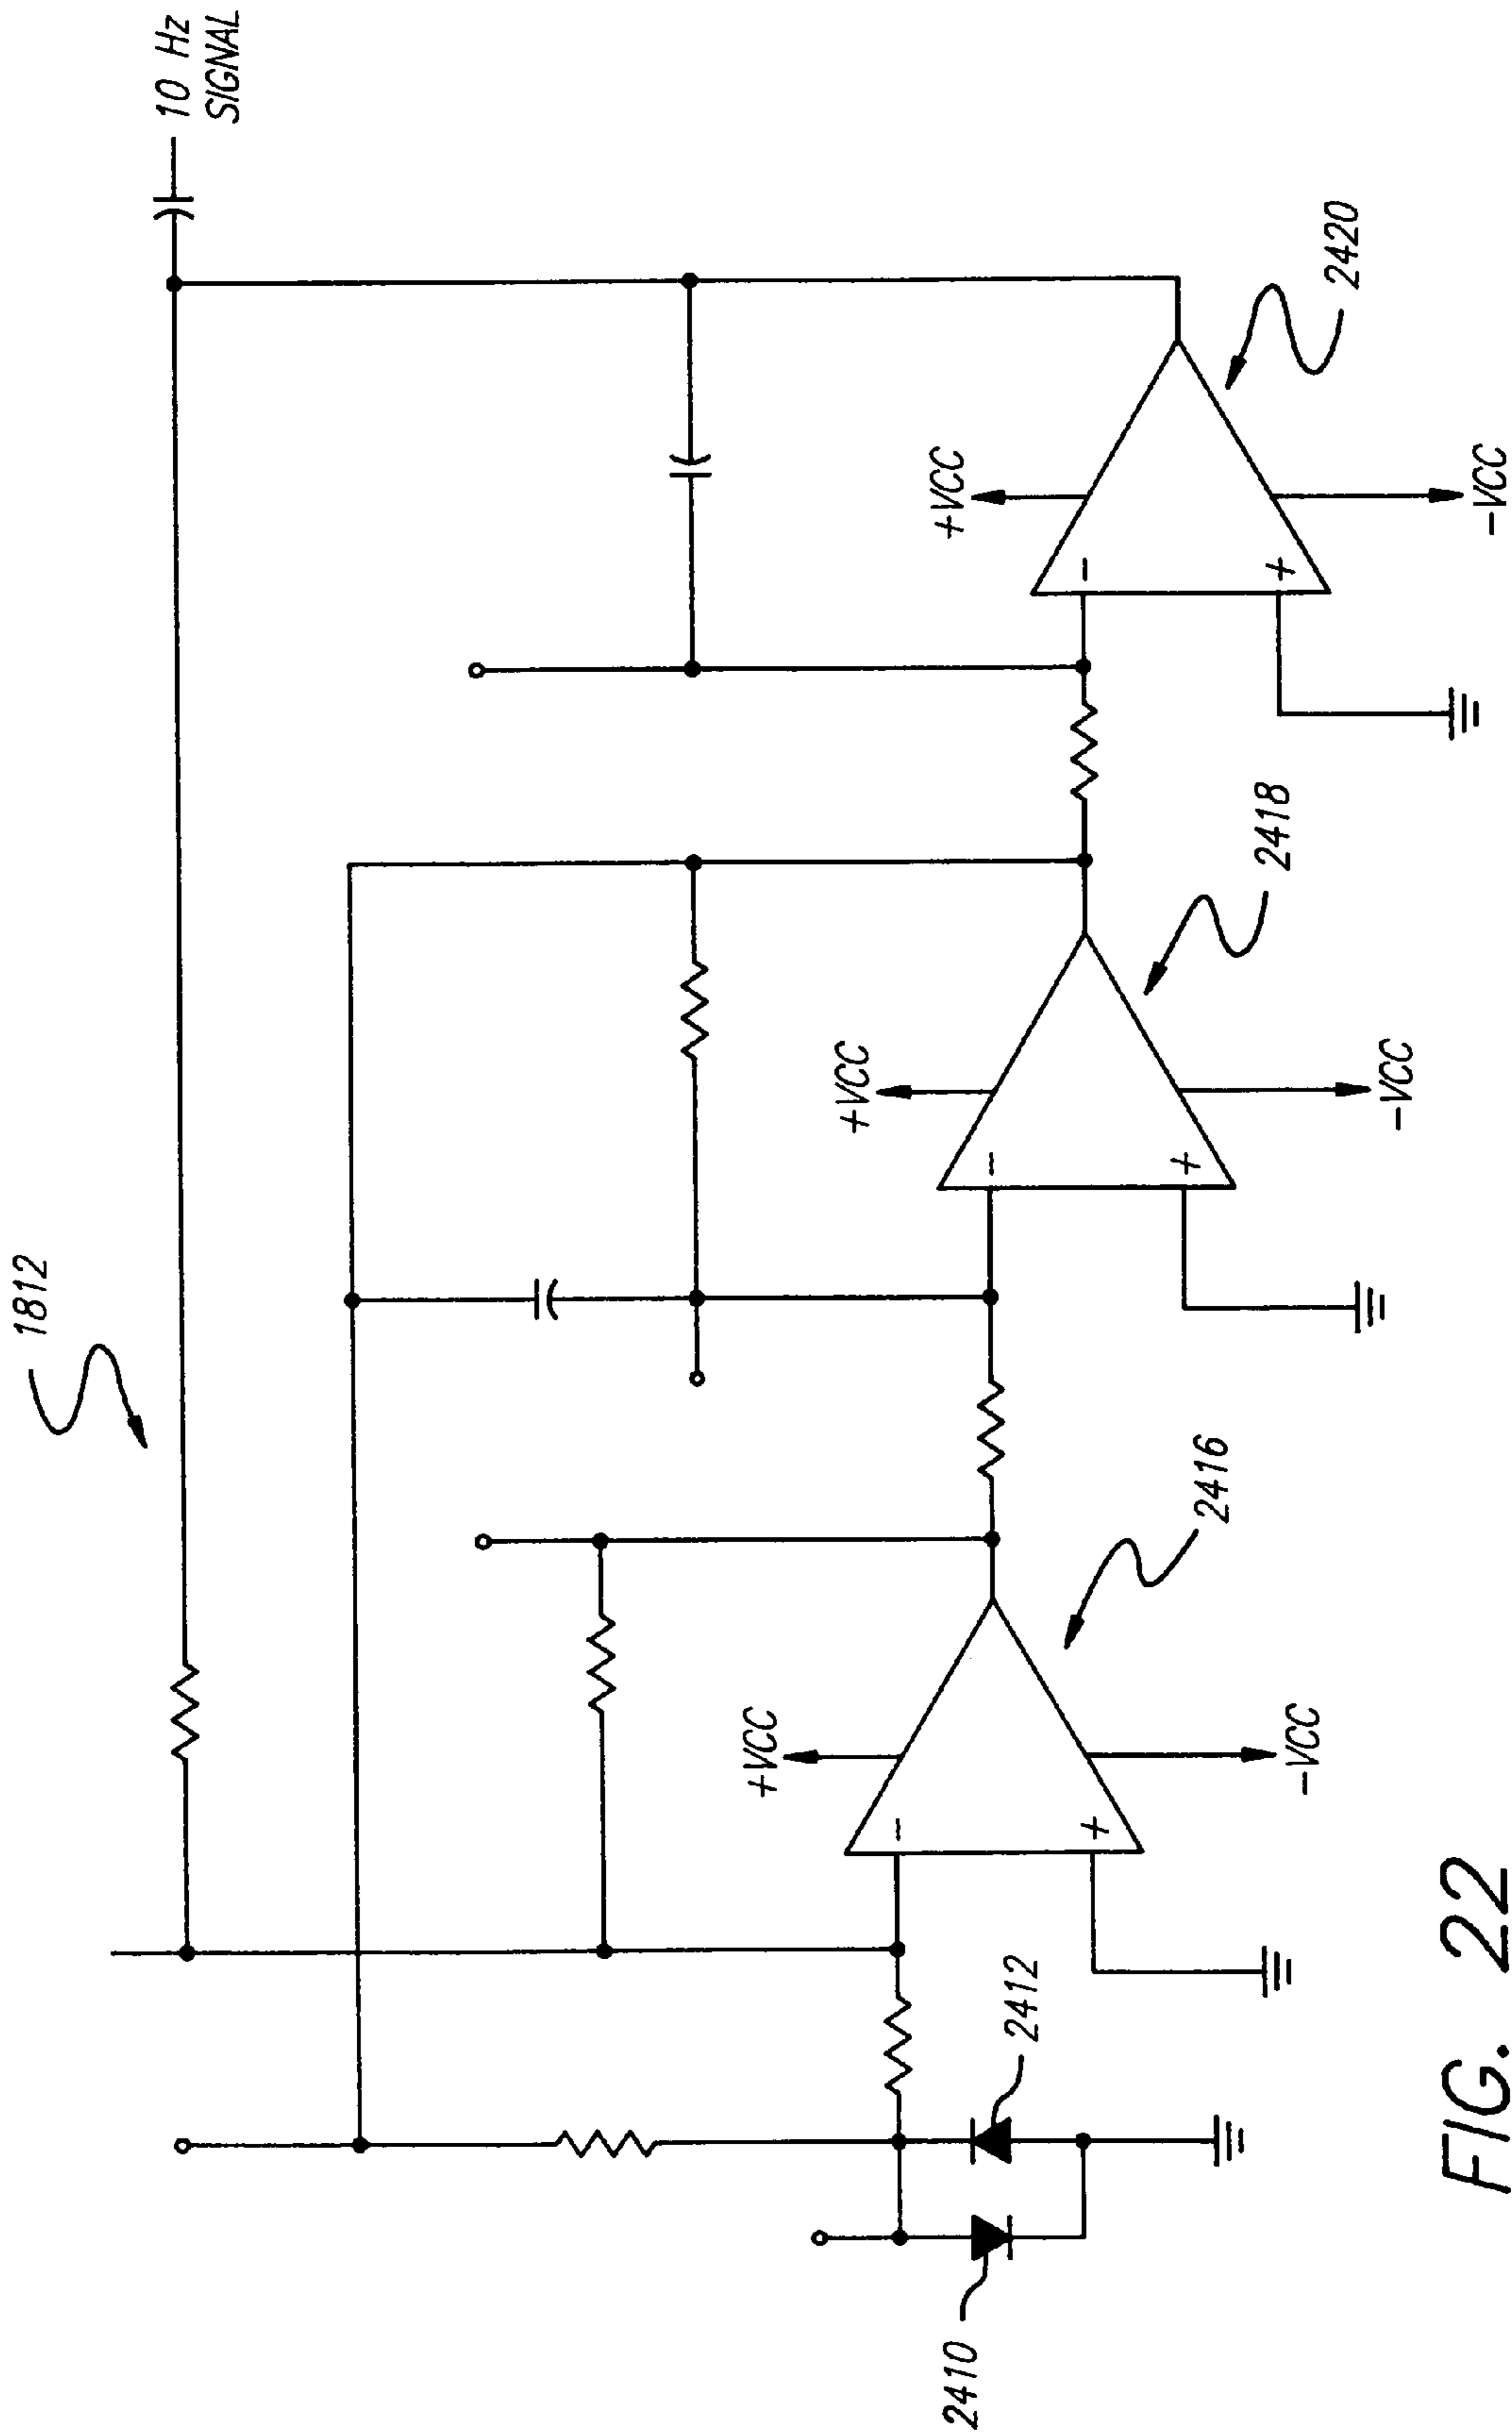 1812
10 Hz
SIGNAL
+VCC
-
+
-VCC
2416
+VCC
-
+
-VCC
2418
+VCC
-
+
-VCC
2420
2410
2412
FIG. 22